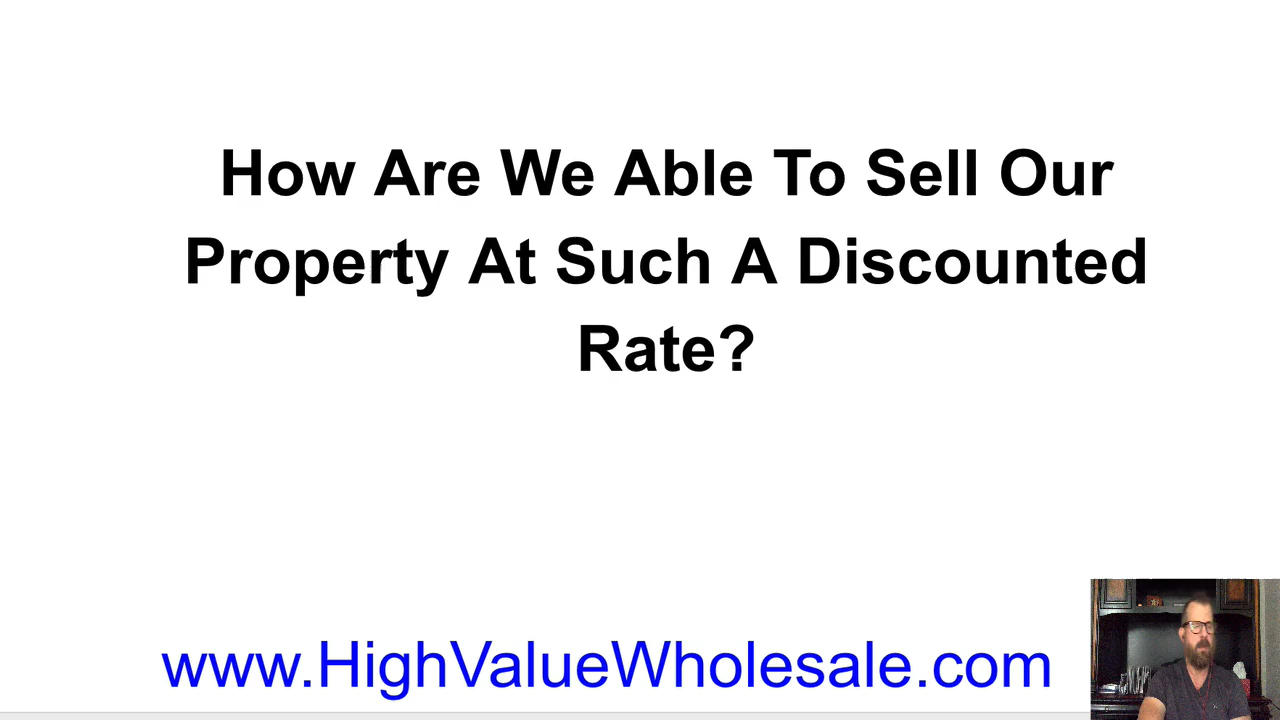 How Are We Able To Sell Our
Property At Such A Discounted
Rate?
www.HighValueWholesale.com